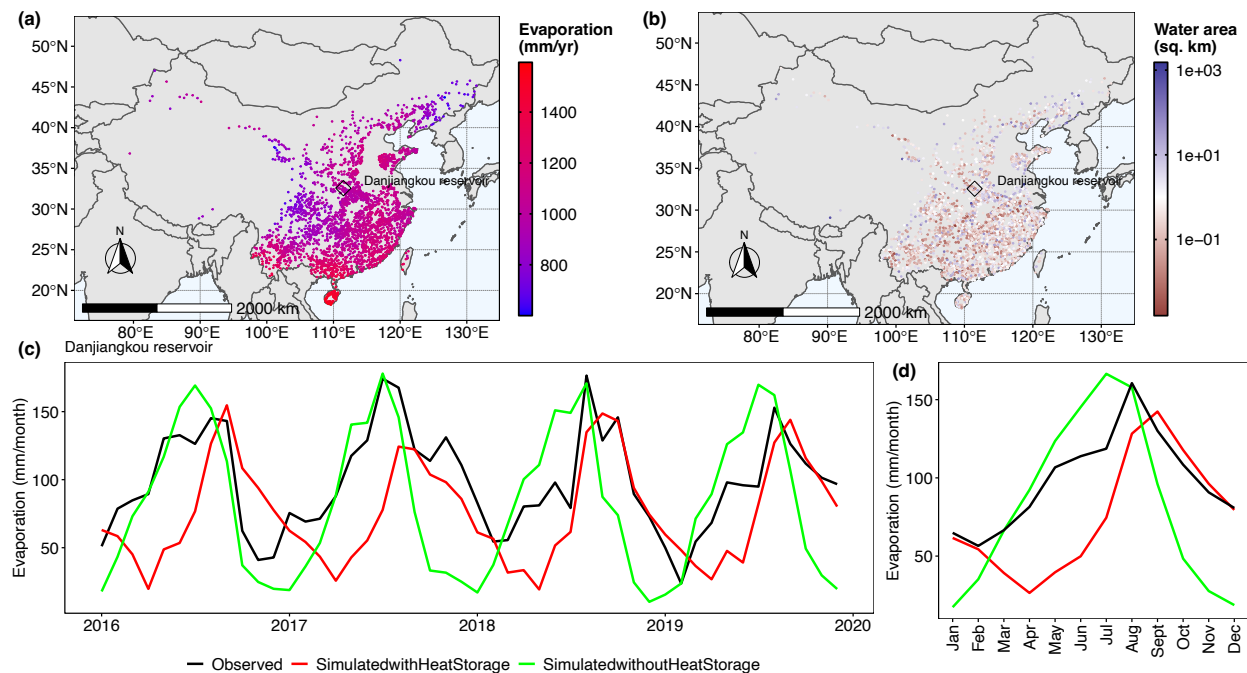 (a)
Evaporation
(mm/yr)
50°N
45°N
40°N
35°N
30°N
25°N
20°N
Danjiangkou reservoir
N
2000 km
80°E
90°E
100°E
110°E
120°E
130°E
1400
1200
1000
800
(b)
Water area
(sq. km)
50°N
45°N
40°N
35°N
30°N
25°N
20°N
Danjiangkou reservoir
N
2000 km
80°E
90°E
100°E
110°E
120°E
130°E
1e+03
1e+01
1e−01
(c)
Danjiangkou reservoir
Evaporation (mm/month)
150
100
50
2016
2017
2018
2019
2020
Observed
SimulatedwithHeatStorage
SimulatedwithoutHeatStorage
(d)
Evaporation (mm/month)
150
100
50
Jan
Feb
Mar
Apr
May
Jun
Jul
Aug
Sept
Oct
Nov
Dec